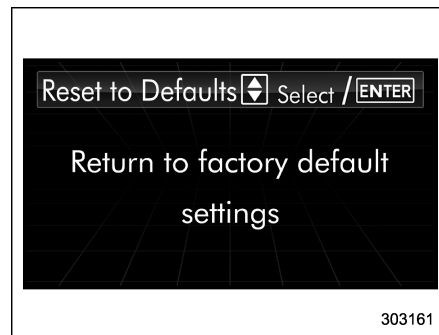 Reset to Defaults Select / ENTER
Return to factory default
settings
303161